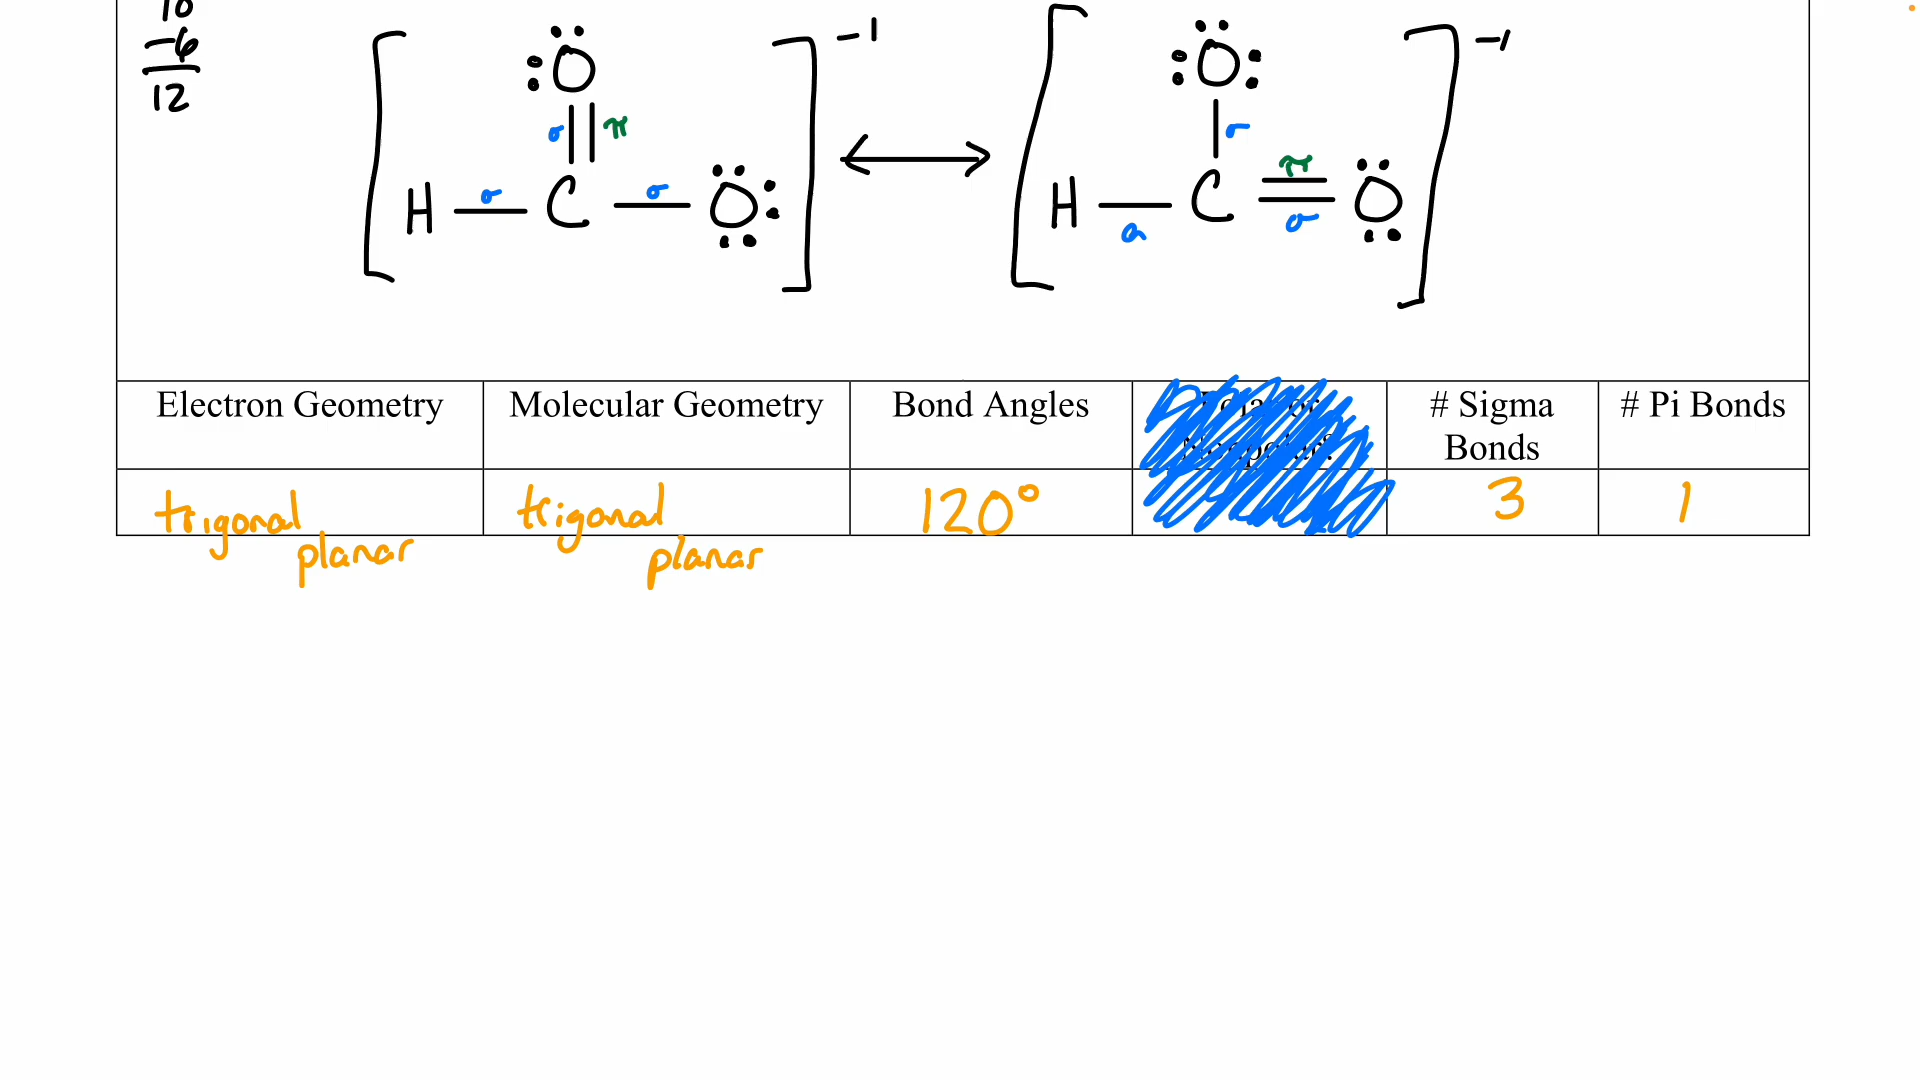 18
-6
12
[ :Ö: -1 ↔ [ :Ö: -1
σ || π | σ
H — σ — C — σ — Ö: H — σ — C = π σ = Ö:
Electron Geometry Molecular Geometry Bond Angles # Sigma Bonds # Pi Bonds
trigonal planar trigonal planar 120° 3 1